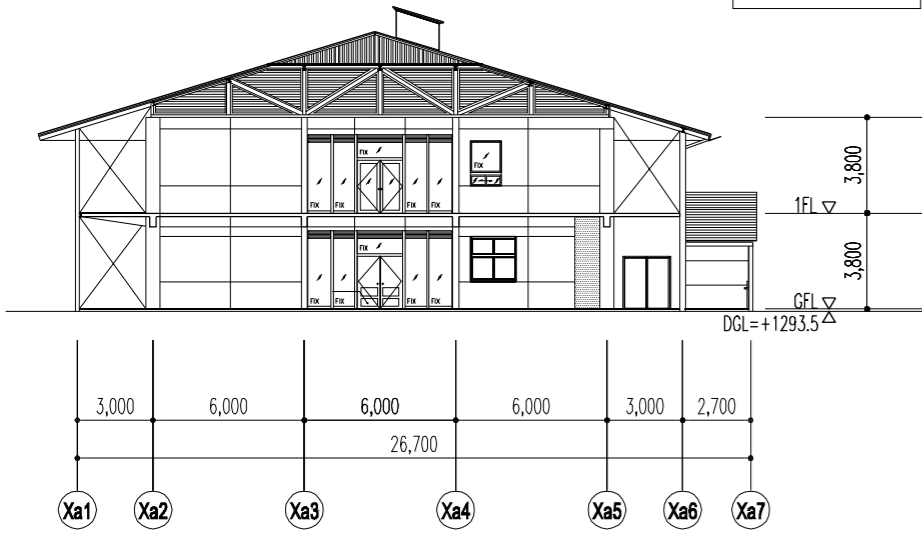 FIX
FIX
FIX FIX FIX FIX
3,800
1FL
FIX
FIX FIX FIX FIX
3,800
GFL
DGL=+1293.5
3,000 6,000 6,000 6,000 3,000 2,700
26,700
Xa1 Xa2 Xa3 Xa4 Xa5 Xa6 Xa7